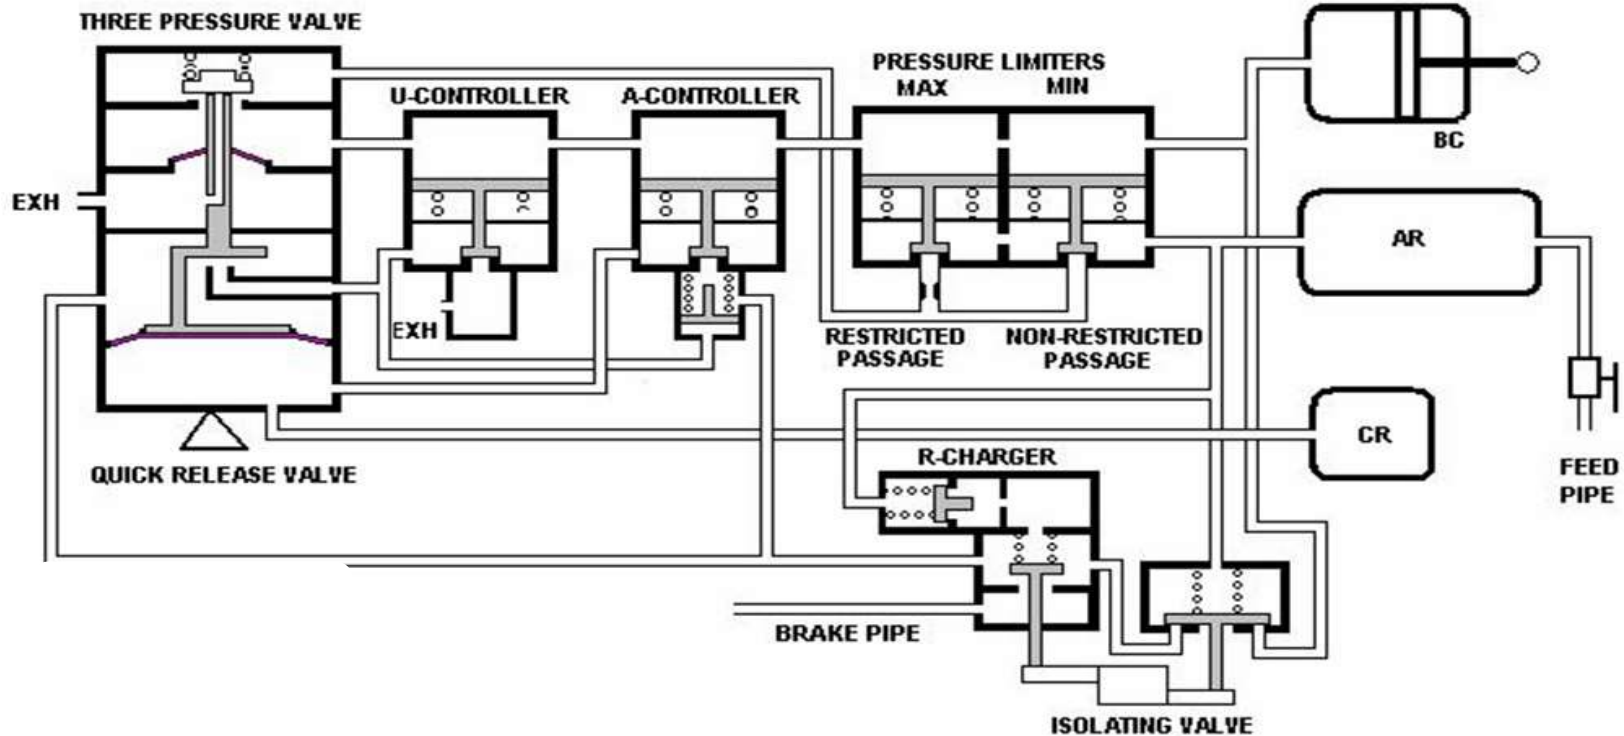 THREE PRESSURE VALVE
U-CONTROLLER
A-CONTROLLER
PRESSURE LIMITERS
MAX
MIN
BC
EXH
AR
EXH
RESTRICTED
PASSAGE
NON-RESTRICTED
PASSAGE
CR
QUICK RELEASE VALVE
R-CHARGER
FEED
PIPE
BRAKE PIPE
ISOLATING VALVE